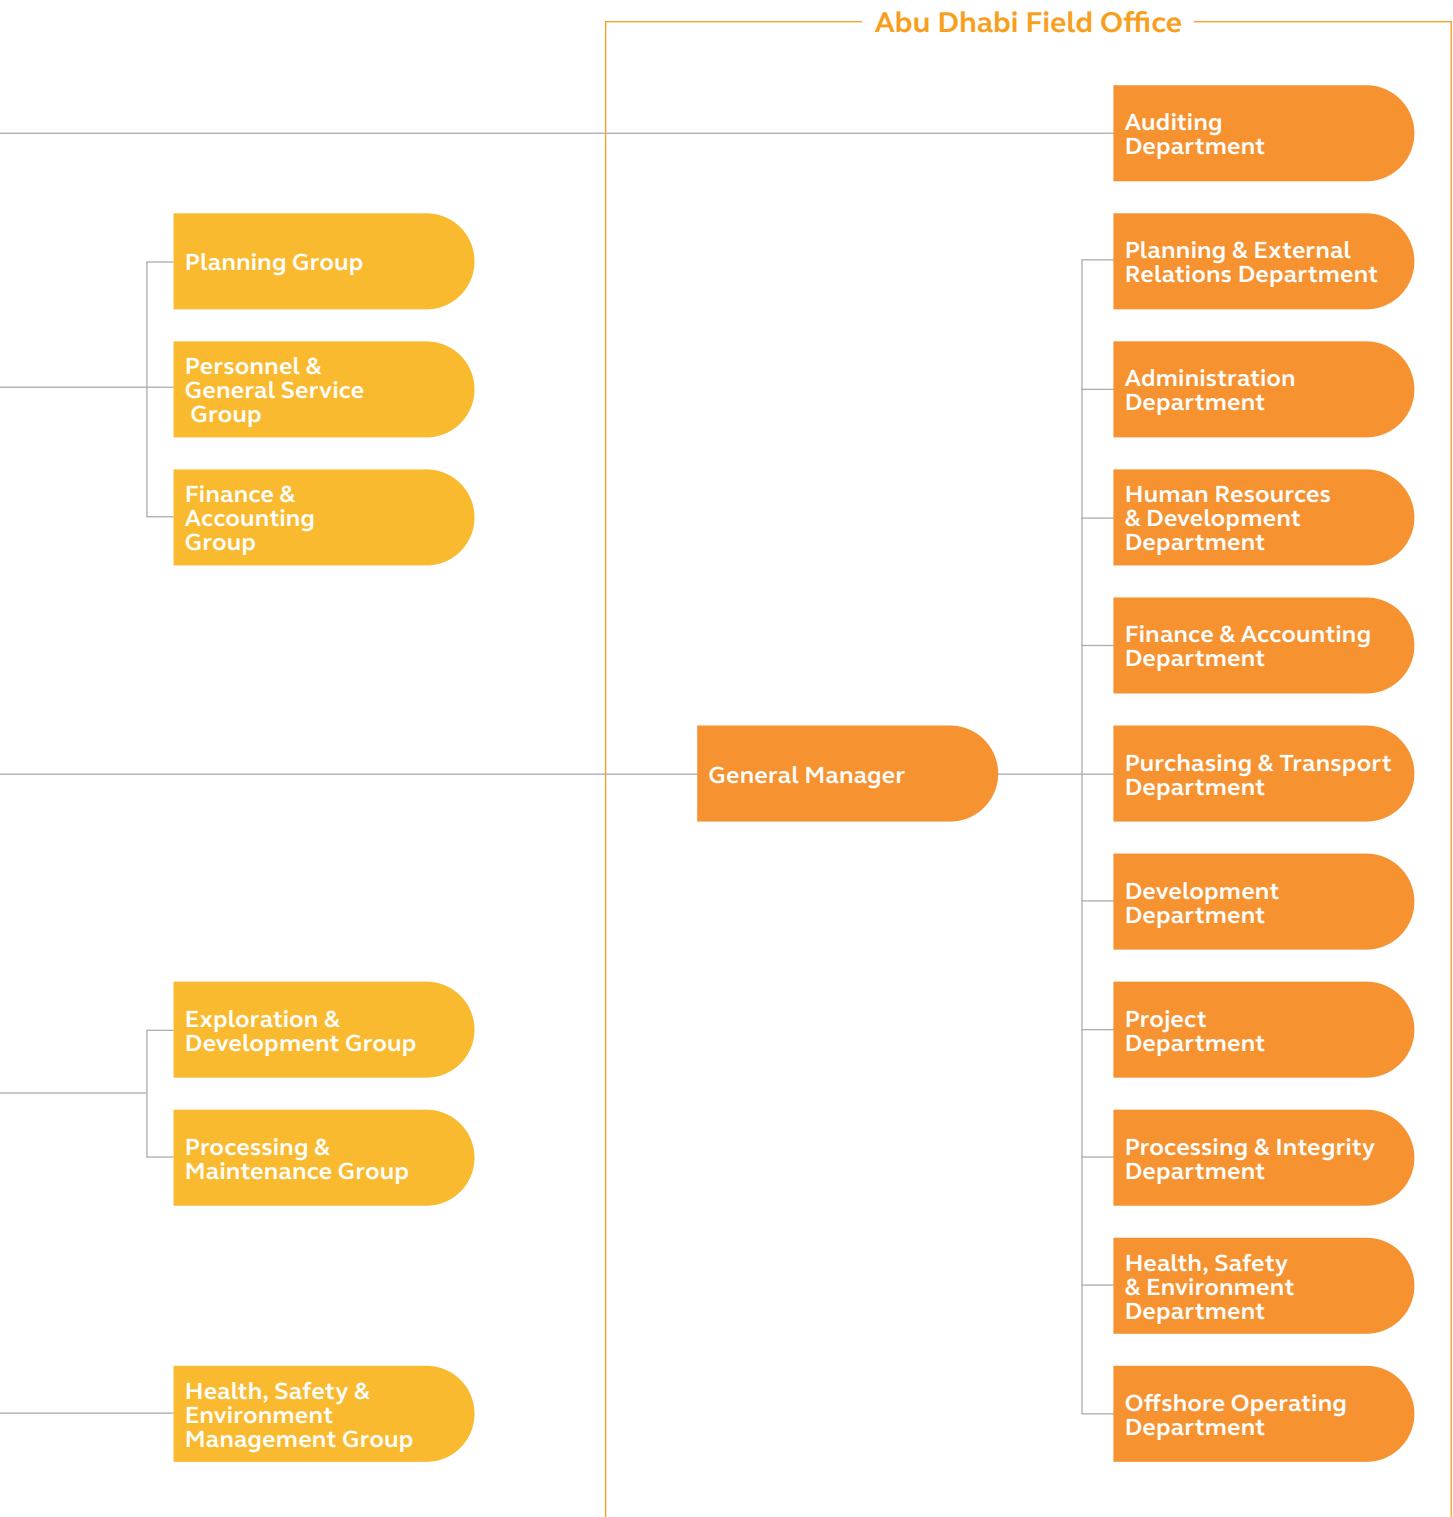 Abu Dhabi Field Office
Auditing
Department
Planning Group
Personnel &
General Service
Group
Finance &
Accounting
Group
Exploration &
Development Group
Processing &
Maintenance Group
Health, Safety &
Environment
Management Group
General Manager
Planning & External
Relations Department
Administration
Department
Human Resources
& Development
Department
Finance & Accounting
Department
Purchasing & Transport
Department
Development
Department
Project
Department
Processing & Integrity
Department
Health, Safety
& Environment
Department
Offshore Operating
Department